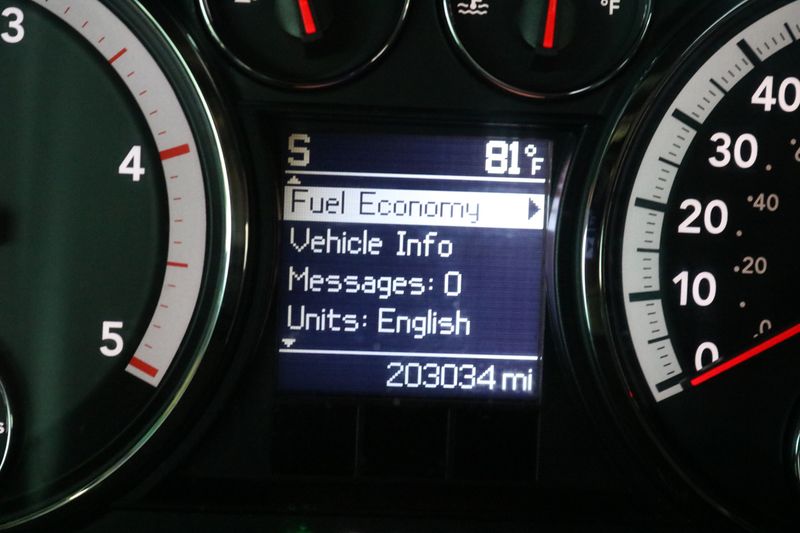 3
4
5
S 81°F
Fuel Economy
Vehicle Info
Messages: 0
Units: English
203034 mi
°F
40
30
20
10
0
40
20
0